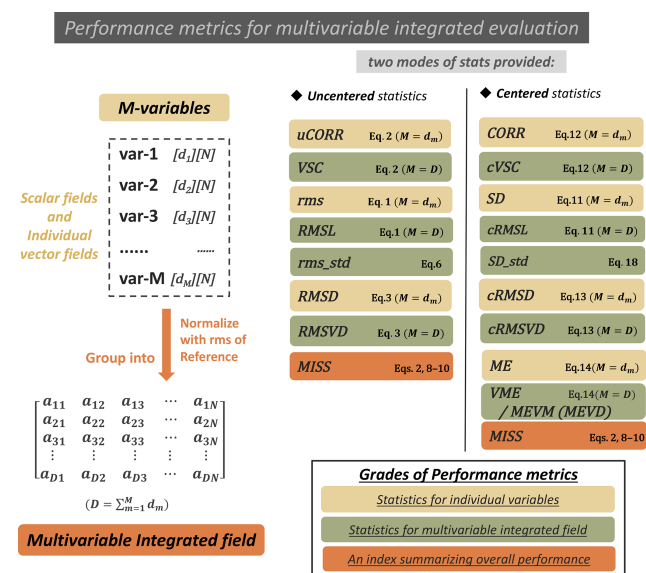 Performance metrics for multivariable integrated evaluation
two modes of stats provided:
M-variables
var-1 [d₁][N]
var-2 [d₂][N]
var-3 [d₃][N]
...... ......
var-M [d_M][N]
Scalar fields
and
Individual
vector fields
Normalize
with rms of
Reference
Group into
a₁₁ a₁₂ a₁₃ ⋯ a₁N
a₂₁ a₂₂ a₂₃ ⋯ a₂N
a₃₁ a₃₂ a₃₃ ⋯ a₃N
⋮ ⋮ ⋮ ⋯ ⋮
a_D1 a_D2 a_D3 ⋯ a_DN
(D = ∑ᴹₘ₌₁ dₘ)
Multivariable Integrated field
◆ Uncentered statistics
uCORR Eq. 2 (M = dₘ)
VSC Eq. 2 (M = D)
rms Eq. 1 (M = dₘ)
RMSL Eq.1 (M = D)
rms_std Eq.6
RMSD Eq.3 (M = dₘ)
RMSVD Eq. 3 (M = D)
MISS Eqs. 2, 8–10
◆ Centered statistics
CORR Eq.12 (M = dₘ)
cVSC Eq.12 (M = D)
SD Eq.11 (M = dₘ)
cRMSL Eq. 11 (M = D)
SD_std Eq. 18
cRMSD Eq.13 (M = dₘ)
cRMSVD Eq.13 (M = D)
ME Eq.14(M = dₘ)
VME Eq.14(M = D)
/ MEVM (MEVD)
MISS Eqs. 2, 8–10
Grades of Performance metrics
Statistics for individual variables
Statistics for multivariable integrated field
An index summarizing overall performance